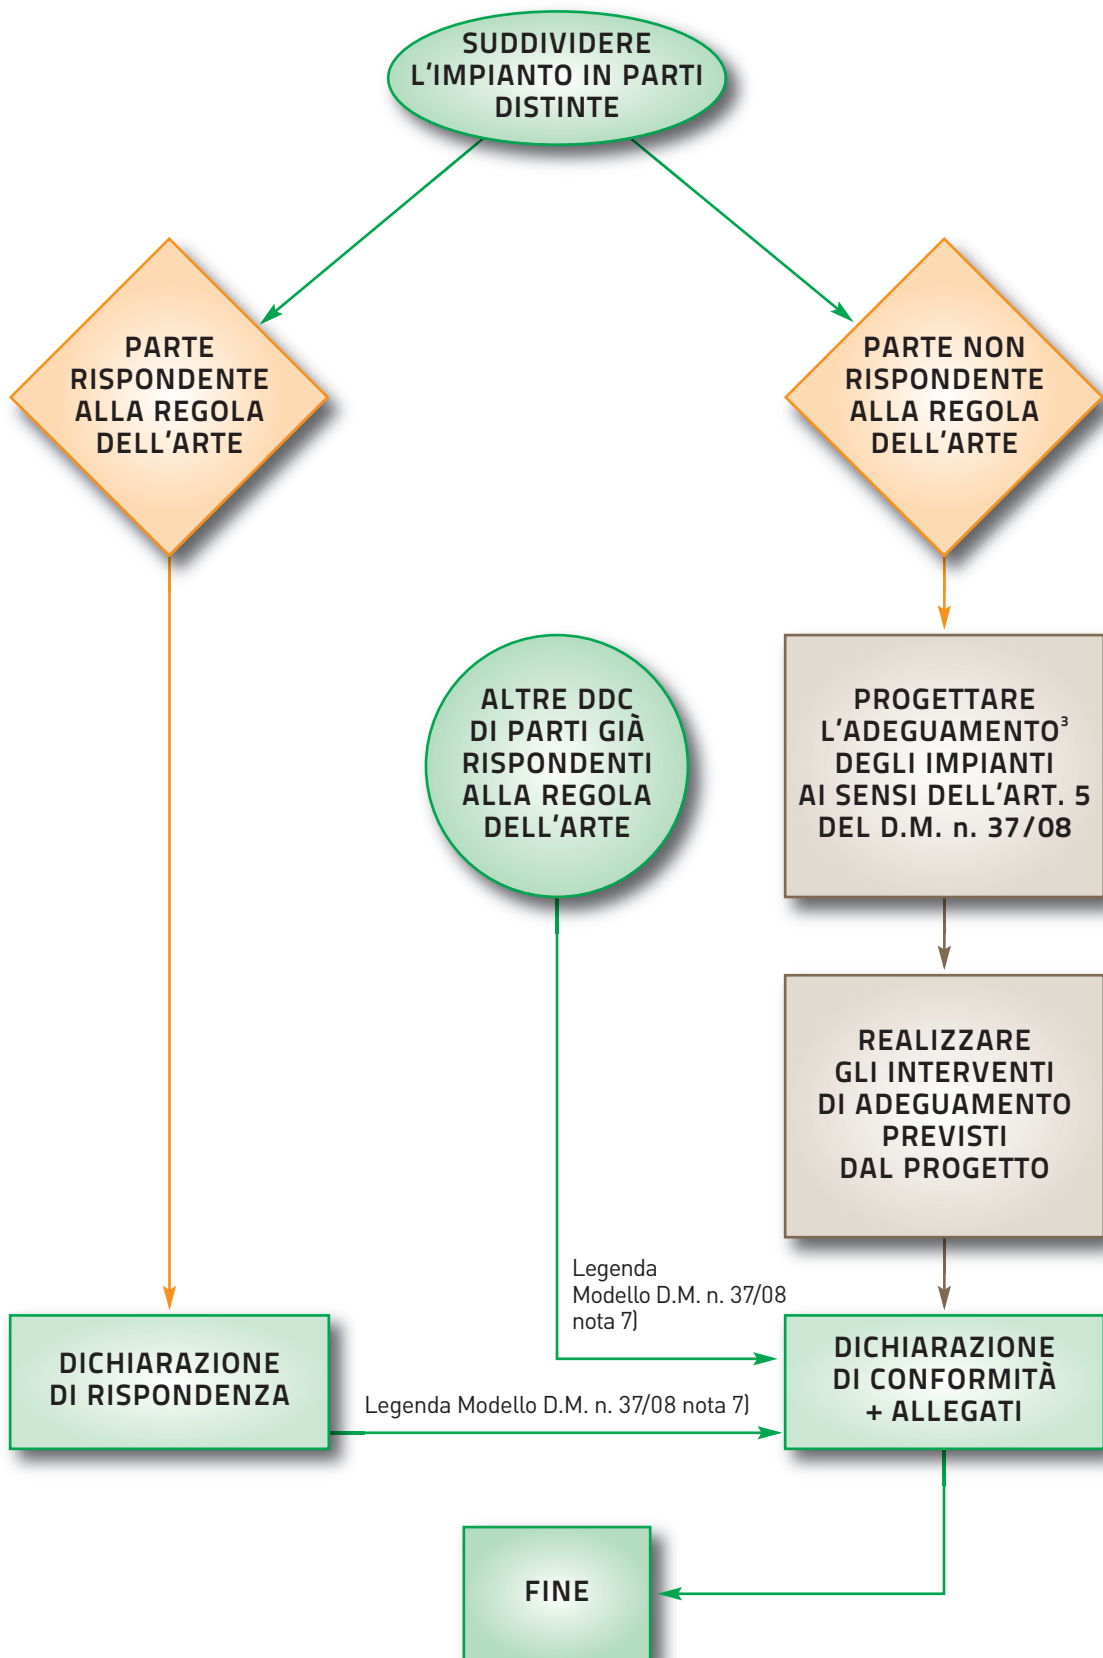 SUDDIVIDERE
L'IMPIANTO IN PARTI
DISTINTE
PARTE
RISPONDENTE
ALLA REGOLA
DELL'ARTE
PARTE NON
RISPONDENTE
ALLA REGOLA
DELL'ARTE
ALTRE DDC
DI PARTI GIÀ
RISPONDENTI
ALLA REGOLA
DELL'ARTE
PROGETTARE
L'ADEGUAMENTO³
DEGLI IMPIANTI
AI SENSI DELL'ART. 5
DEL D.M. n. 37/08
REALIZZARE
GLI INTERVENTI
DI ADEGUAMENTO
PREVISTI
DAL PROGETTO
Legenda
Modello D.M. n. 37/08
nota 7)
DICHIARAZIONE
DI RISPONDENZA
Legenda Modello D.M. n. 37/08 nota 7)
DICHIARAZIONE
DI CONFORMITÀ
+ ALLEGATI
FINE